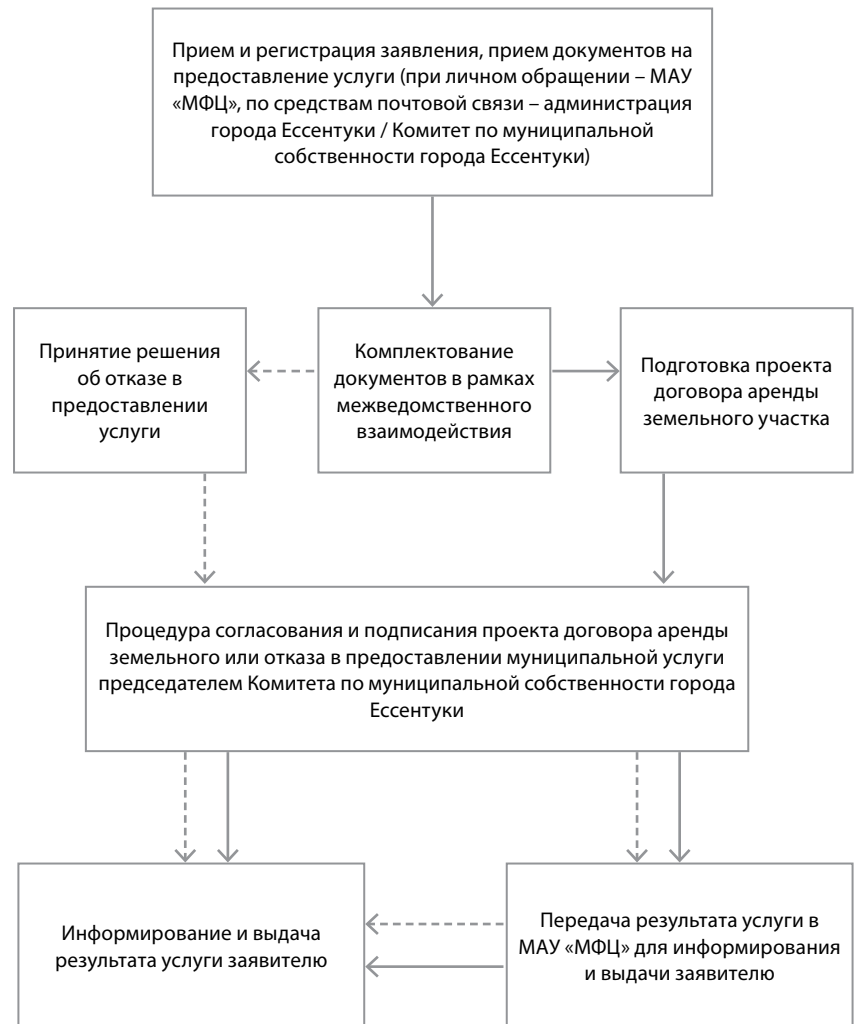 Прием и регистрация заявления, прием документов на
предоставление услуги (при личном обращении – МАУ
«МФЦ», по средствам почтовой связи – администрация
города Ессентуки / Комитет по муниципальной
собственности города Ессентуки)
Принятие решения
об отказе в
предоставлении
услуги
Комплектование
документов в рамках
межведомственного
взаимодействия
Подготовка проекта
договора аренды
земельного участка
Процедура согласования и подписания проекта договора аренды
земельного или отказа в предоставлении муниципальной услуги
председателем Комитета по муниципальной собственности города
Ессентуки
Информирование и выдача
результата услуги заявителю
Передача результата услуги в
МАУ «МФЦ» для информирования
и выдачи заявителю